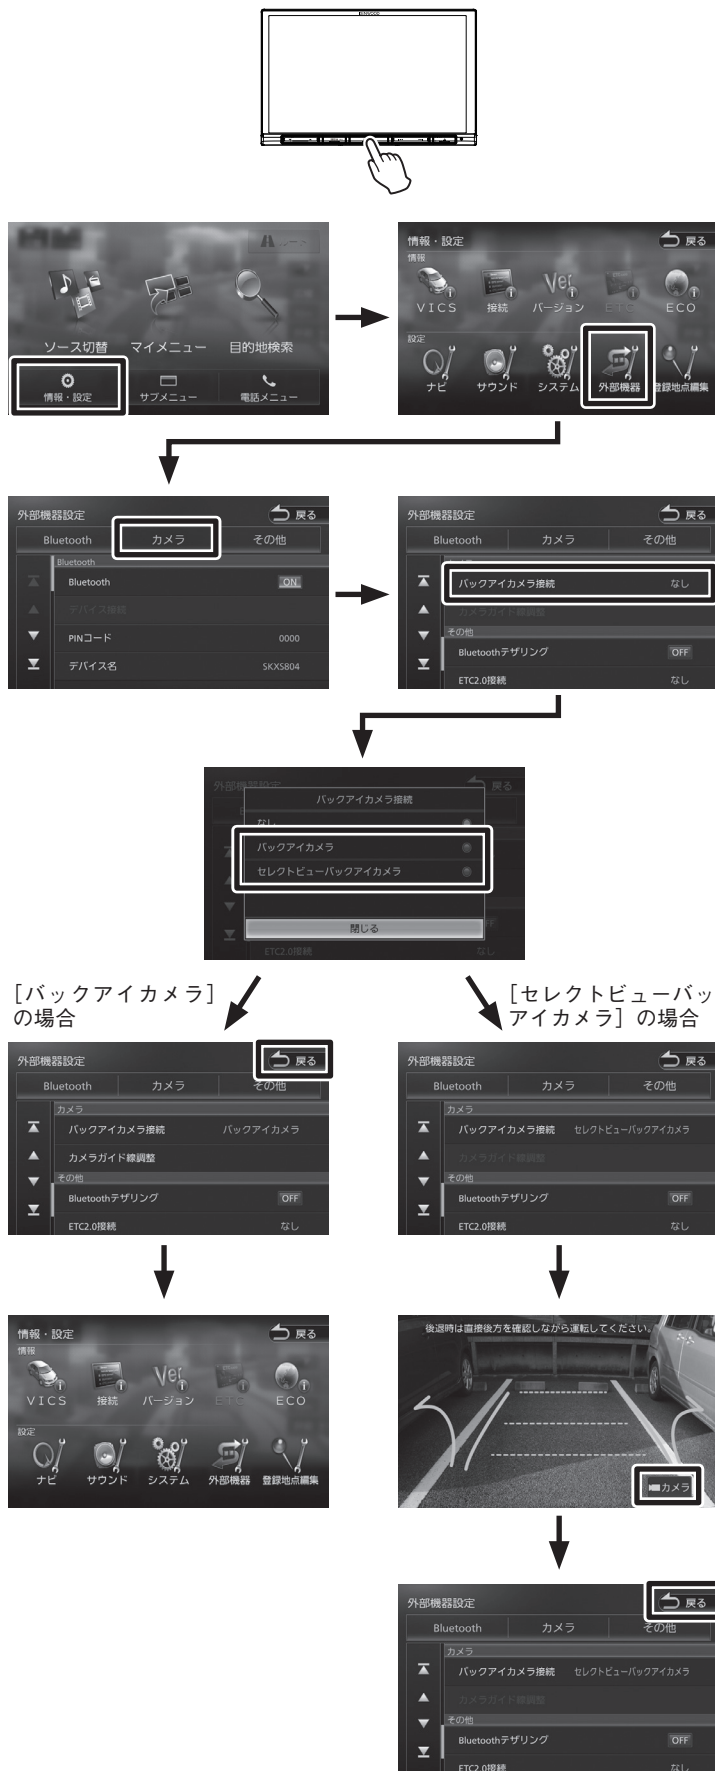 KENWOOD
ソース切替 マイメニュー 目的地検索
情報・設定 サブメニュー 電話メニュー
情報・設定 戻る
情報
VICS 接続 バージョン ETC ECO
Ver
設定
ナビ サウンド システム 外部機器 登録地点編集
外部機器設定 戻る
Bluetooth カメラ その他
Bluetooth
Bluetooth ON
デバイス接続
PINコード 0000
デバイス名 SKXS804
外部機器設定 戻る
Bluetooth カメラ その他
バックアイカメラ接続 なし
カメラガイド線調整
その他
Bluetoothテザリング OFF
ETC2.0接続 なし
外部機器設定 戻る
バックアイカメラ接続
なし
バックアイカメラ
セレクトビューバックアイカメラ
閉じる
ETC2.0接続 なし
［バックアイカメラ］
の場合
［セレクトビューバッ
アイカメラ］の場合
外部機器設定 戻る
Bluetooth カメラ その他
カメラ
バックアイカメラ接続 バックアイカメラ
カメラガイド線調整
その他
Bluetoothテザリング OFF
ETC2.0接続 なし
外部機器設定 戻る
Bluetooth カメラ その他
カメラ
バックアイカメラ接続 セレクトビューバックアイカメラ
カメラガイド線調整
その他
Bluetoothテザリング OFF
ETC2.0接続 なし
情報・設定 戻る
情報
VICS 接続 バージョン ETC ECO
Ver
設定
ナビ サウンド システム 外部機器 登録地点編集
後退時は直接後方を確認しながら運転してください。
カメラ
外部機器設定 戻る
Bluetooth カメラ その他
カメラ
バックアイカメラ接続 セレクトビューバックアイカメラ
カメラガイド線調整
その他
Bluetoothテザリング OFF
ETC2.0接続 なし